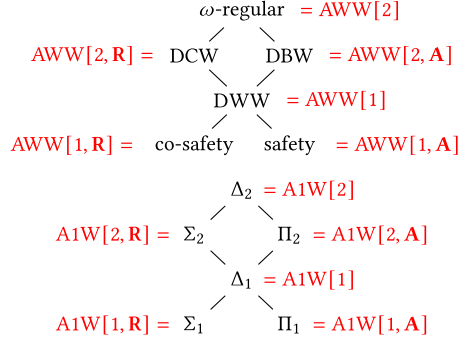 ω-regular = AWW[2]
AWW[2, R] = DCW DBW = AWW[2, A]
DWW = AWW[1]
AWW[1, R] = co-safety safety = AWW[1, A]
Δ₂ = A1W[2]
A1W[2, R] = Σ₂ Π₂ = A1W[2, A]
Δ₁ = A1W[1]
A1W[1, R] = Σ₁ Π₁ = A1W[1, A]